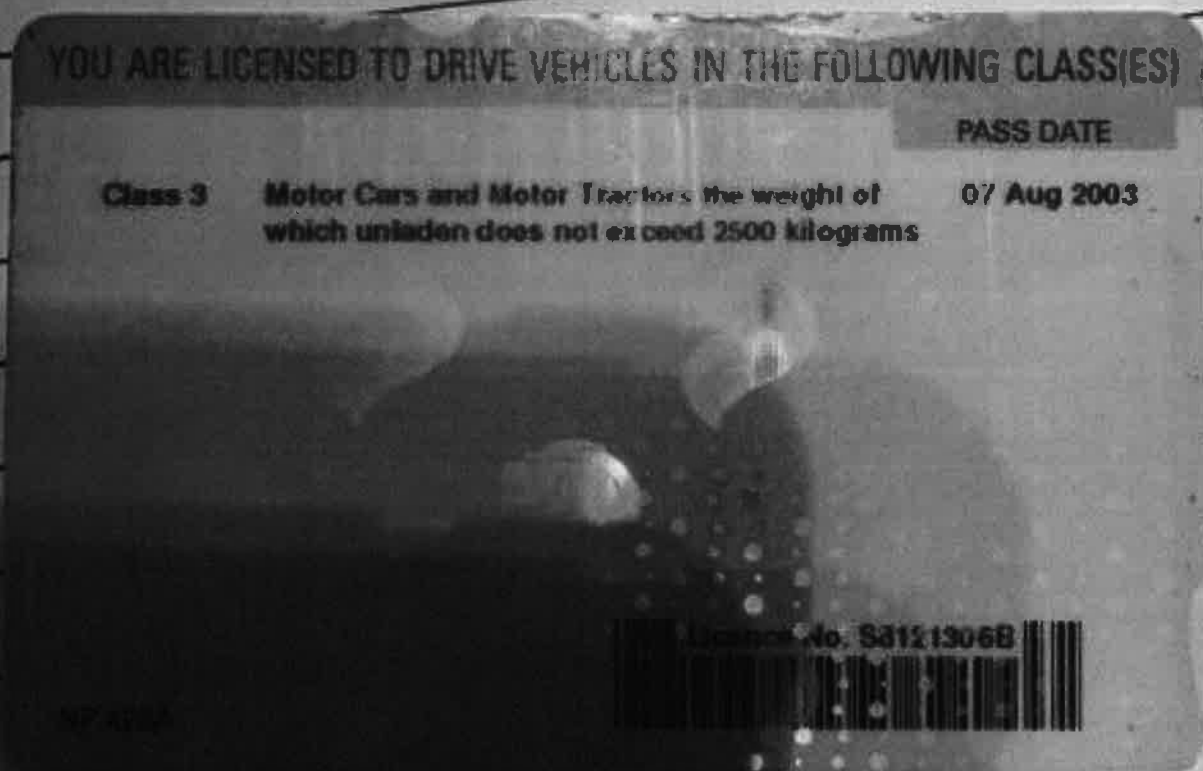 YOU ARE LICENSED TO DRIVE VEHICLES IN THE FOLLOWING CLASS(ES)
PASS DATE
Class 3 Motor Cars and Motor Tractors the weight of 07 Aug 2003
which unladen does not exceed 2500 kilograms
Licence No.